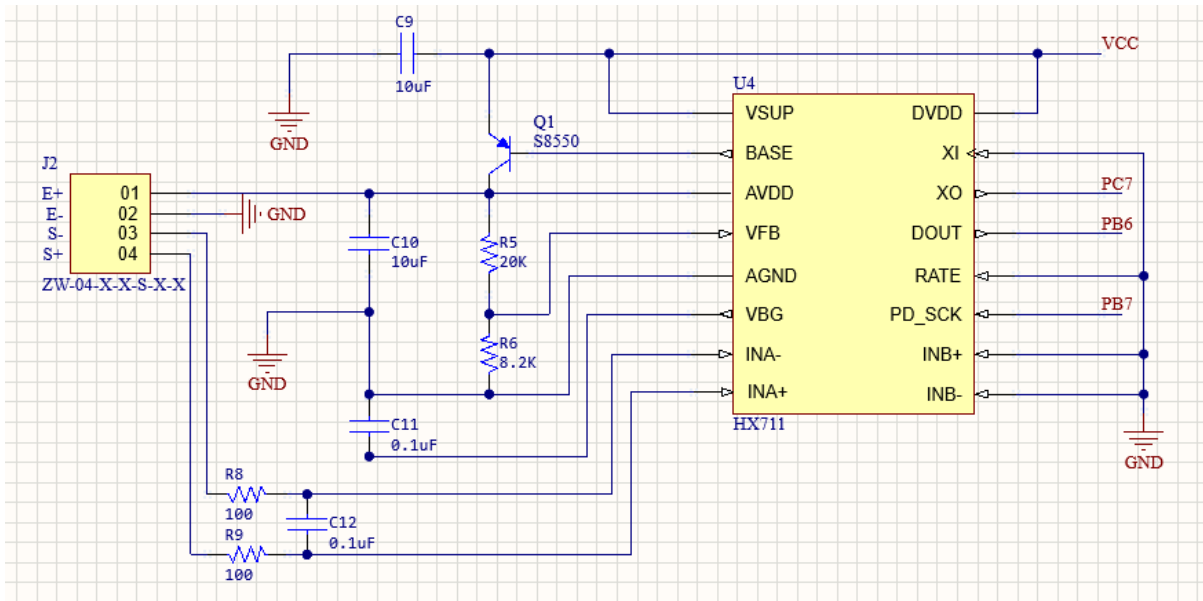 C9
10uF
GND
VCC
Q1
S8550
U4
VSUP
BASE
AVDD
VFB
AGND
VBG
INA-
INA+
DVDD
XI
XO
DOUT
RATE
PD_SCK
INB+
INB-
HX711
PC7
PB6
PB7
GND
J2
E+
E-
S-
S+
01
02
03
04
ZW-04-X-X-S-X-X
GND
C10
10uF
R5
20K
R6
8.2K
GND
C11
0.1uF
R8
100
C12
0.1uF
R9
100